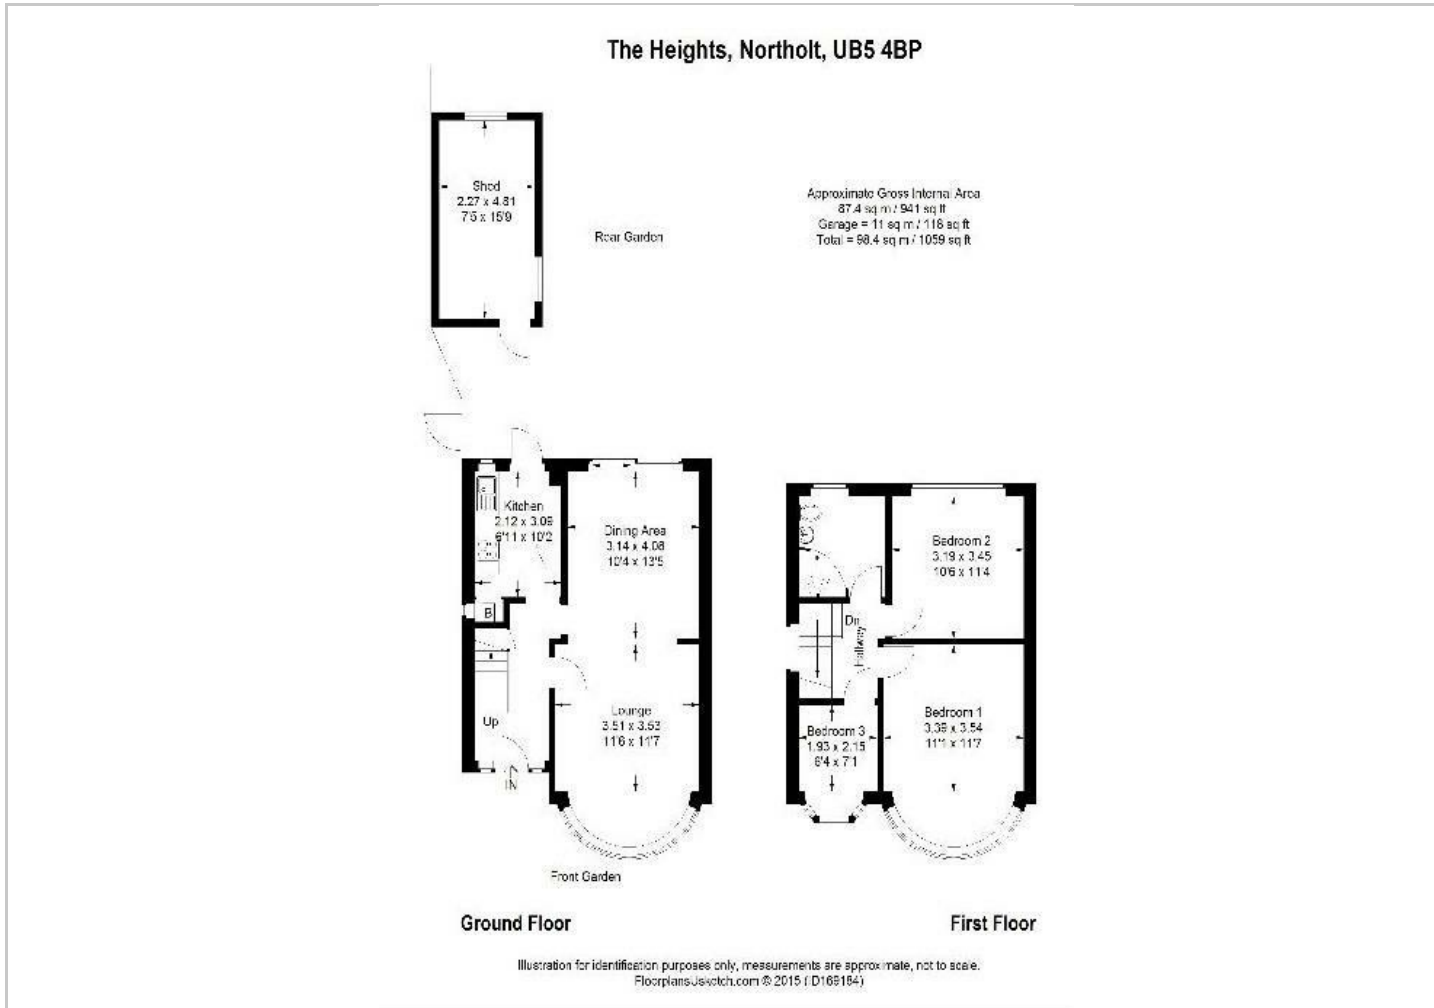 The Heights, Northolt, UB5 4BP
Shed
2.27 x 4.81
7'5 x 15'9
Rear Garden
Approximate Gross Internal Area
87.4 sq m / 941 sq ft
Garage = 11 sq m / 118 sq ft
Total = 98.4 sq m / 1059 sq ft
Kitchen
2.12 x 3.09
6'11 x 10'2
Dining Area
3.14 x 4.08
10'4 x 13'5
B
Up
IN
Lounge
3.51 x 3.53
11'6 x 11'7
Front Garden
Bedroom 2
3.19 x 3.45
10'6 x 11'4
Dn
Hallway
Bedroom 3
1.93 x 2.15
6'4 x 7'1
Bedroom 1
3.39 x 3.54
11'1 x 11'7
Ground Floor
First Floor
Illustration for identification purposes only, measurements are approximate, not to scale.
FloorplansUsketch.com © 2015 (ID169184)